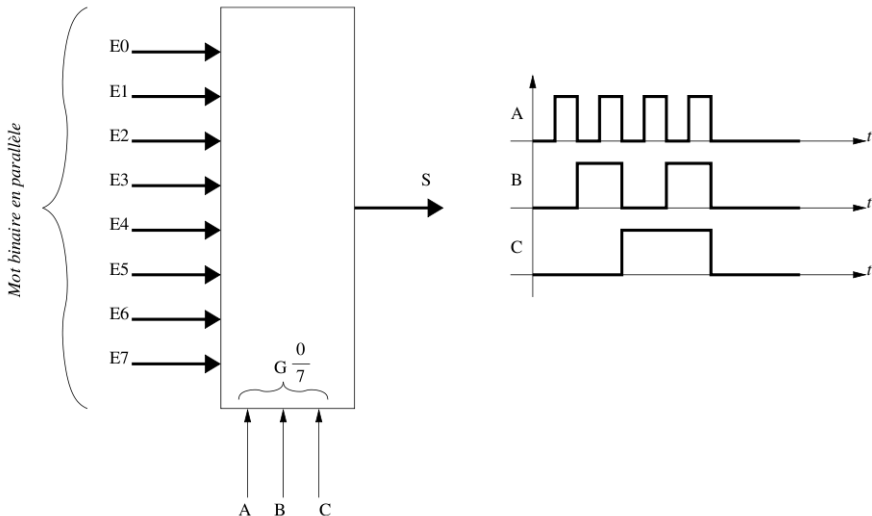 Mot binaire en parallèle
E0
E1
E2
E3
E4
E5
E6
E7
G 0/7
A
B
C
S
A
t
B
t
C
t